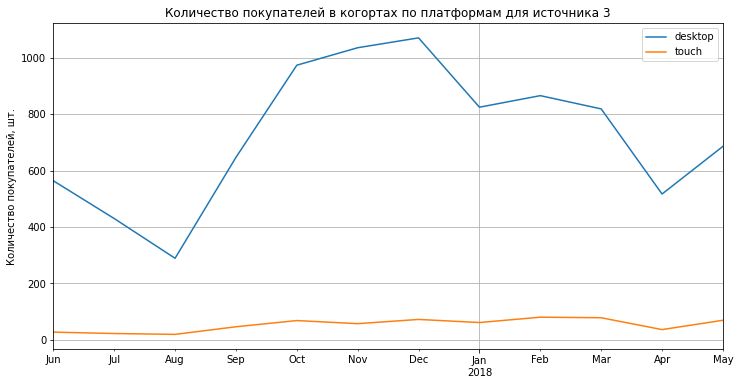 Количество покупателей в когортах по платформам для источника 3
desktop
touch
Количество покупателей, шт.
1000
800
600
400
200
0
Jun Jul Aug Sep Oct Nov Dec Jan Feb Mar Apr May
2018